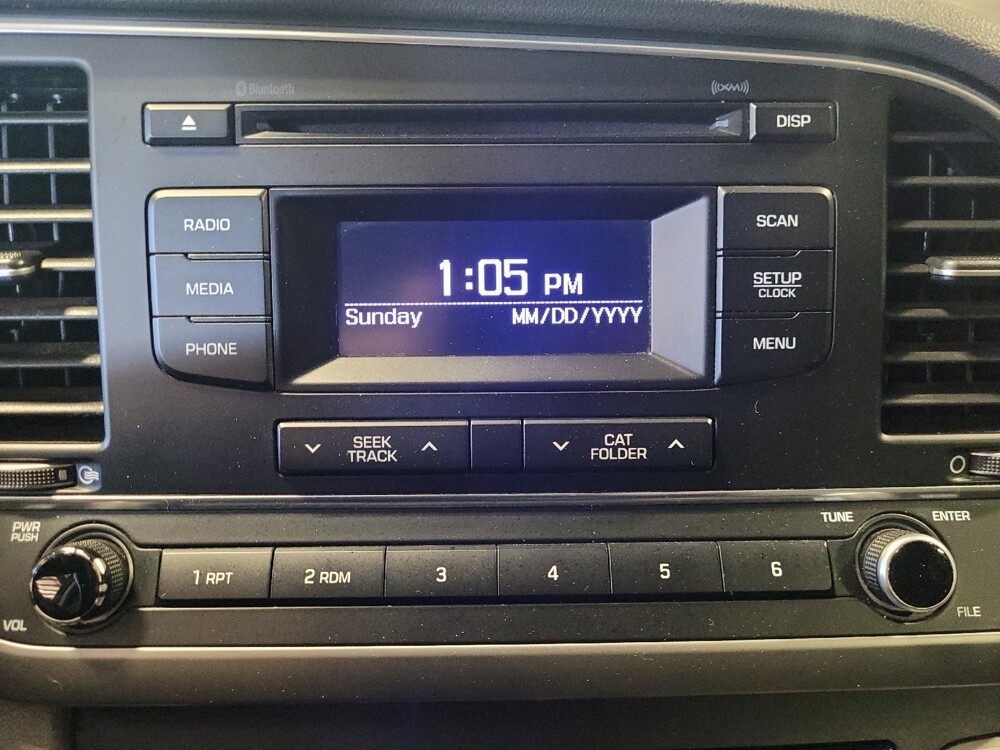 Bluetooth
((XM))
DISP
RADIO
1:05 PM
SCAN
MEDIA
SETUP
CLOCK
Sunday MM/DD/YYYY
PHONE
MENU
SEEK
TRACK
CAT
FOLDER
PWR
PUSH
TUNE
ENTER
1 RPT
2 RDM
3
4
5
6
VOL
FILE